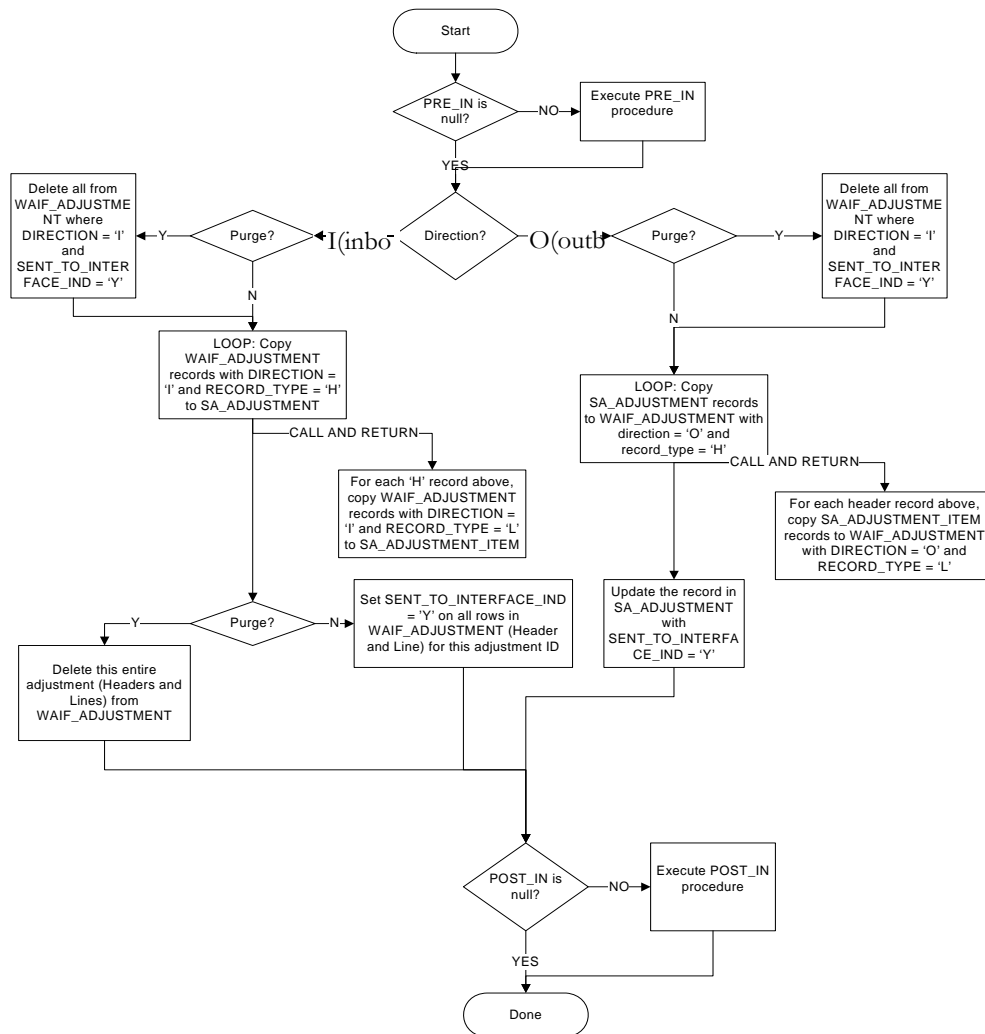 Start
PRE_IN is
null?
NO
Execute PRE_IN
procedure
YES
Delete all from
WAIF_ADJUSTME
NT where
DIRECTION = ‘I’
and
SENT_TO_INTER
FACE_IND = ‘Y’
Y
Purge?
I(inbo
Direction?
O(outb
Purge?
Y
Delete all from
WAIF_ADJUSTME
NT where
DIRECTION = ‘I’
and
SENT_TO_INTER
FACE_IND = ‘Y’
N
N
LOOP: Copy
WAIF_ADJUSTMENT
records with DIRECTION =
‘I’ and RECORD_TYPE = ‘H’
to SA_ADJUSTMENT
LOOP: Copy
SA_ADJUSTMENT records
to WAIF_ADJUSTMENT with
direction = ‘O’ and
record_type = ‘H’
CALL AND RETURN
CALL AND RETURN
For each ‘H’ record above,
copy WAIF_ADJUSTMENT
records with DIRECTION =
‘I’ and RECORD_TYPE = ‘L’
to SA_ADJUSTMENT_ITEM
For each header record above,
copy SA_ADJUSTMENT_ITEM
records to WAIF_ADJUSTMENT
with DIRECTION = ‘O’ and
RECORD_TYPE = ‘L’
Y
Purge?
N
Set SENT_TO_INTERFACE_IND
= ’Y’ on all rows in
WAIF_ADJUSTMENT (Header
and Line) for this adjustment ID
Update the record in
SA_ADJUSTMENT
with
SENT_TO_INTERFA
CE_IND = ‘Y’
Delete this entire
adjustment (Headers and
Lines) from
WAIF_ADJUSTMENT
POST_IN is
null?
NO
Execute POST_IN
procedure
YES
Done